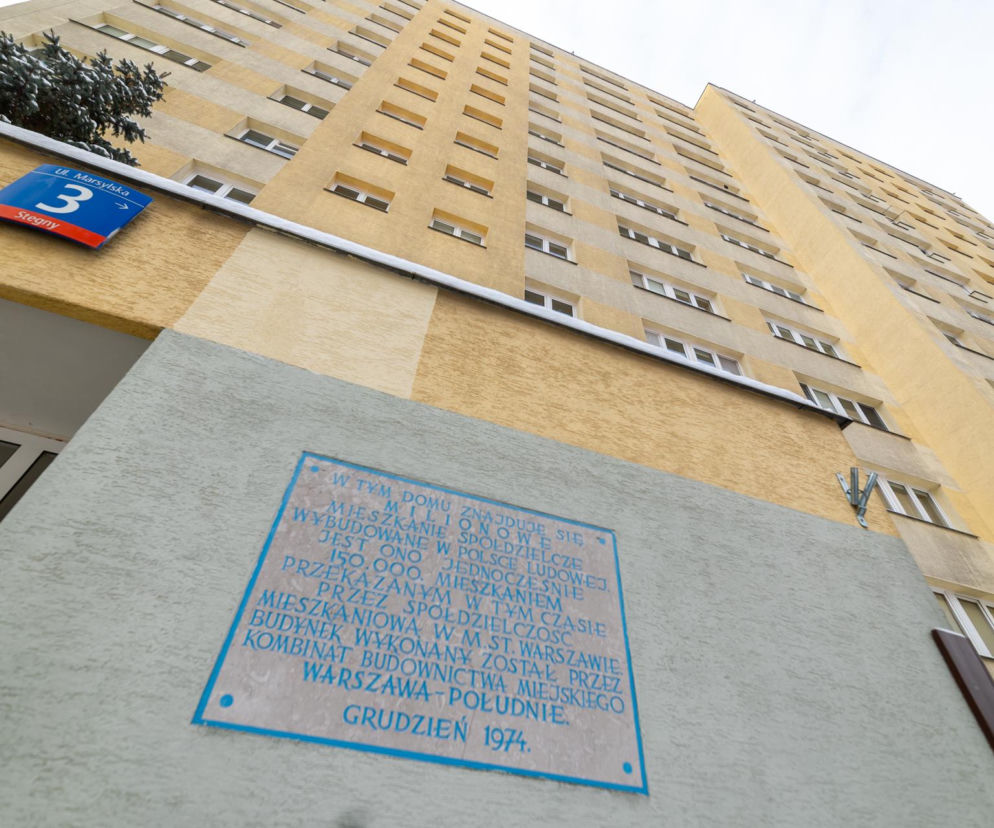 ul. Marsylska
3
Stegny
W TYM DOMU ZNAJDUJE SIĘ
MILIONOWE
MIESZKANIE SPÓŁDZIELCZE
WYBUDOWANE W POLSCE LUDOWEJ.
JEST ONO JEDNOCZEŚNIE
150.000. MIESZKANIEM
PRZEKAZANYM W TYM CZASIE
PRZEZ SPÓŁDZIELCZOŚĆ
MIESZKANIOWĄ W M.ST. WARSZAWIE.
BUDYNEK WYKONANY ZOSTAŁ PRZEZ
KOMBINAT BUDOWNICTWA MIEJSKIEGO
WARSZAWA-POŁUDNIE.
GRUDZIEŃ 1974.